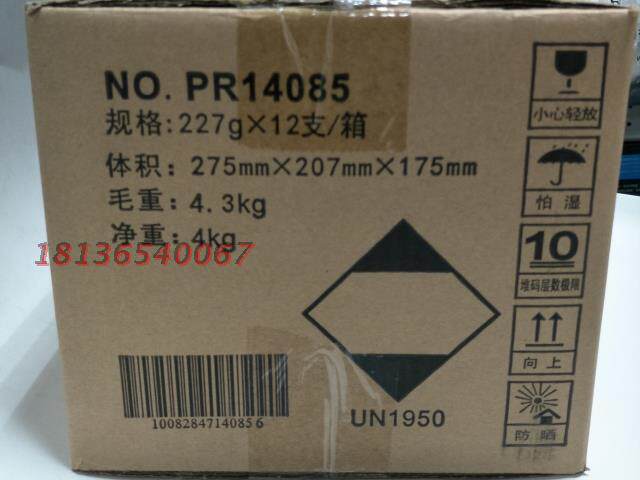 NO. PR14085
规格:227g×12支/箱
体积:275mm×207mm×175mm
毛重:4.3kg
净重:4kg
18136540067
10082847140856
UN1950
小心轻放
怕湿
10
堆码层数极限
向上
防晒